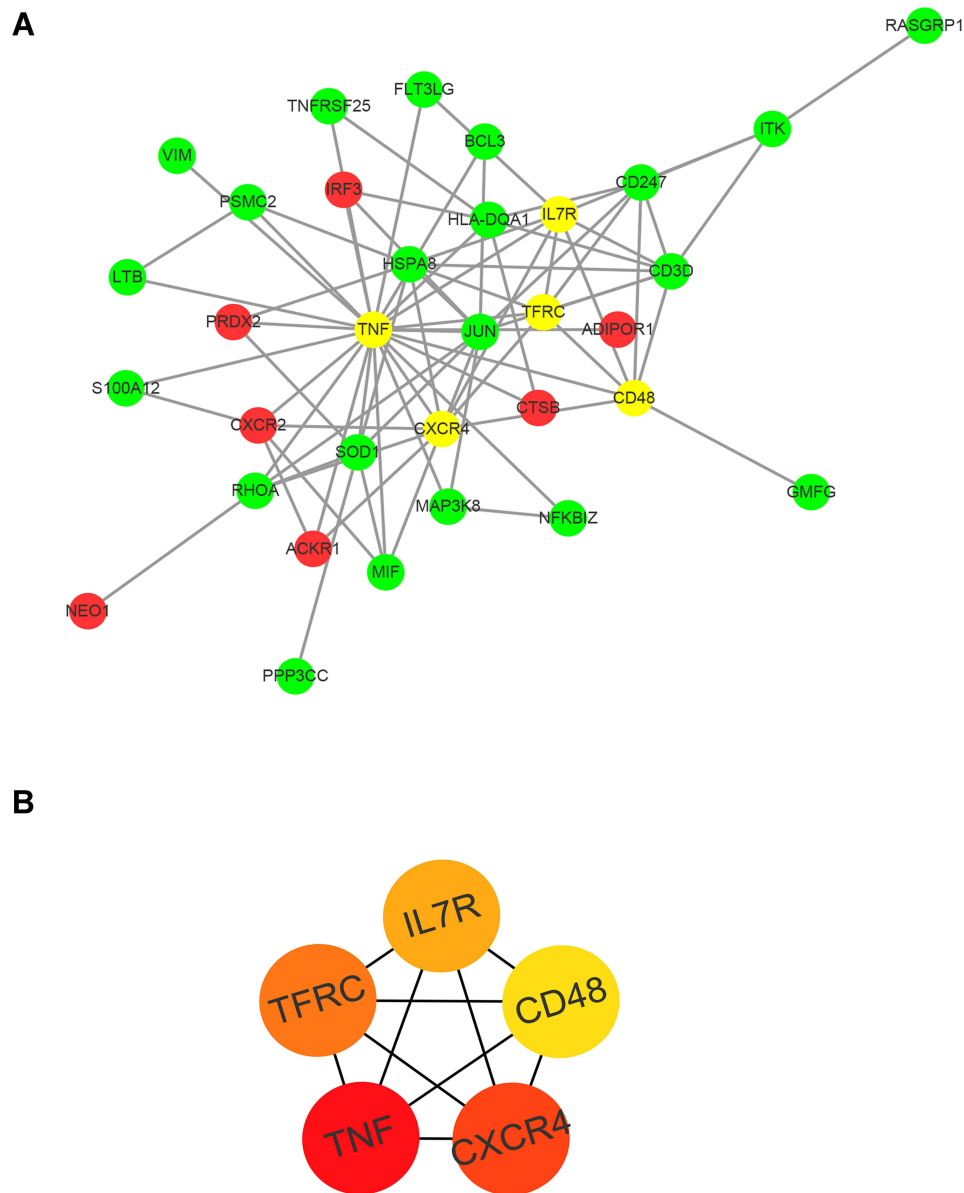 A
RASGRP1
FLT3LG
TNFRSF25
ITK
BCL3
VIM
CD247
IRF3
PSMC2
IL7R
HLA-DQA1
HSPA8
CD3D
LTB
TFRC
PRDX2
TNF
JUN
ADIPOR1
S100A12
CD48
CTSB
CXCR2
CXCR4
SOD1
RHOA
GMFG
MAP3K8
NFKBIZ
ACKR1
MIF
NEO1
PPP3CC
B
IL7R
TFRC
CD48
TNF
CXCR4